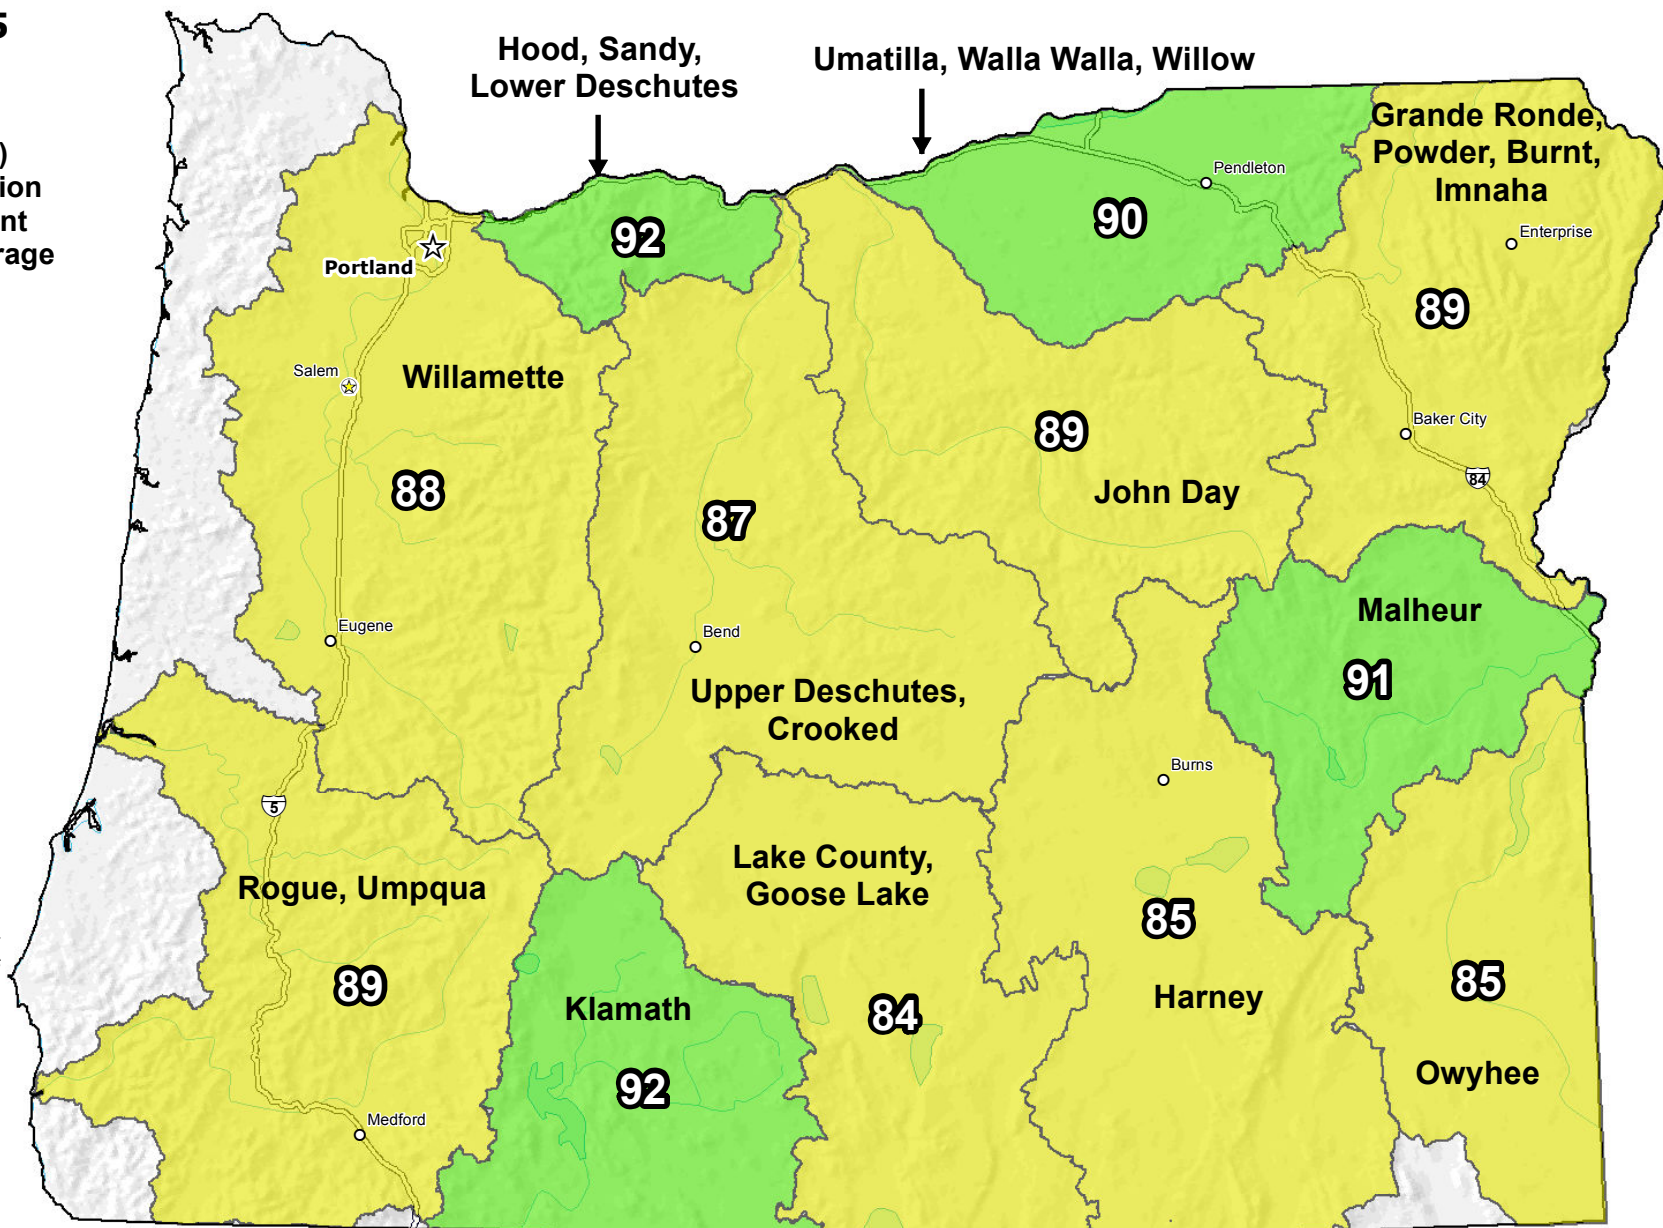 5
)
ion
nt
rage
Hood, Sandy,
Lower Deschutes
Umatilla, Walla Walla, Willow
Grande Ronde,
Powder, Burnt,
Imnaha
Pendleton
Enterprise
92
90
Portland
89
Salem
Willamette
Baker City
89
84
John Day
88
87
Malheur
Eugene
Bend
91
Upper Deschutes,
Crooked
Burns
5
Lake County,
Goose Lake
Rogue, Umpqua
85
89
85
Harney
Klamath
84
Owyhee
92
Medford